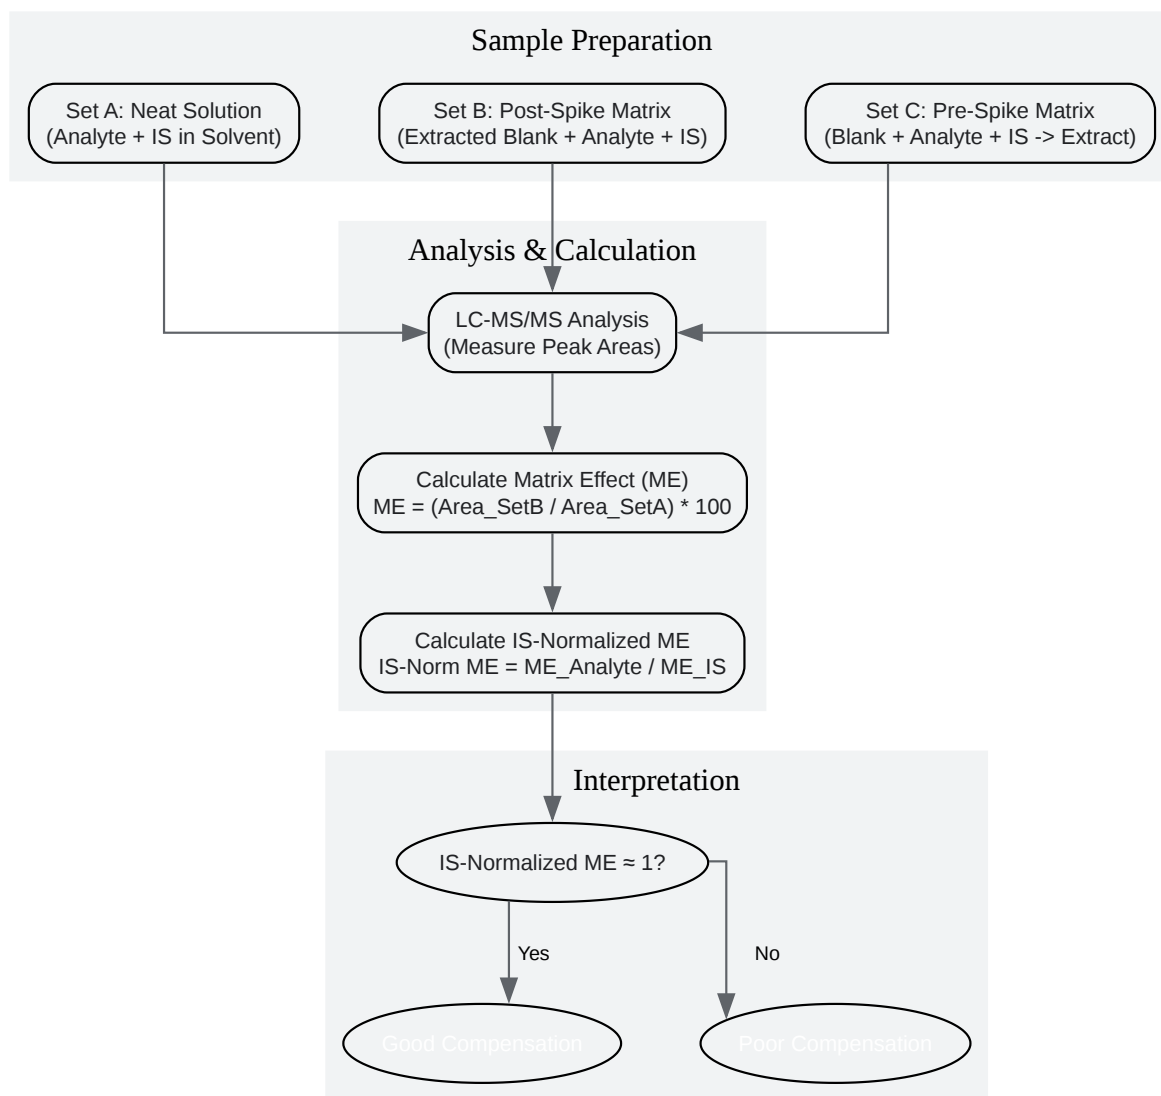 Sample Preparation
Set A: Neat Solution
(Analyte + IS in Solvent)
Set B: Post-Spike Matrix
(Extracted Blank + Analyte + IS)
Set C: Pre-Spike Matrix
(Blank + Analyte + IS -> Extract)
Analysis & Calculation
LC-MS/MS Analysis
(Measure Peak Areas)
Calculate Matrix Effect (ME)
ME = (Area_SetB / Area_SetA) * 100
Calculate IS-Normalized ME
IS-Norm ME = ME_Analyte / ME_IS
Interpretation
IS-Normalized ME ≈ 1?
Yes
No
Good Compensation
Poor Compensation